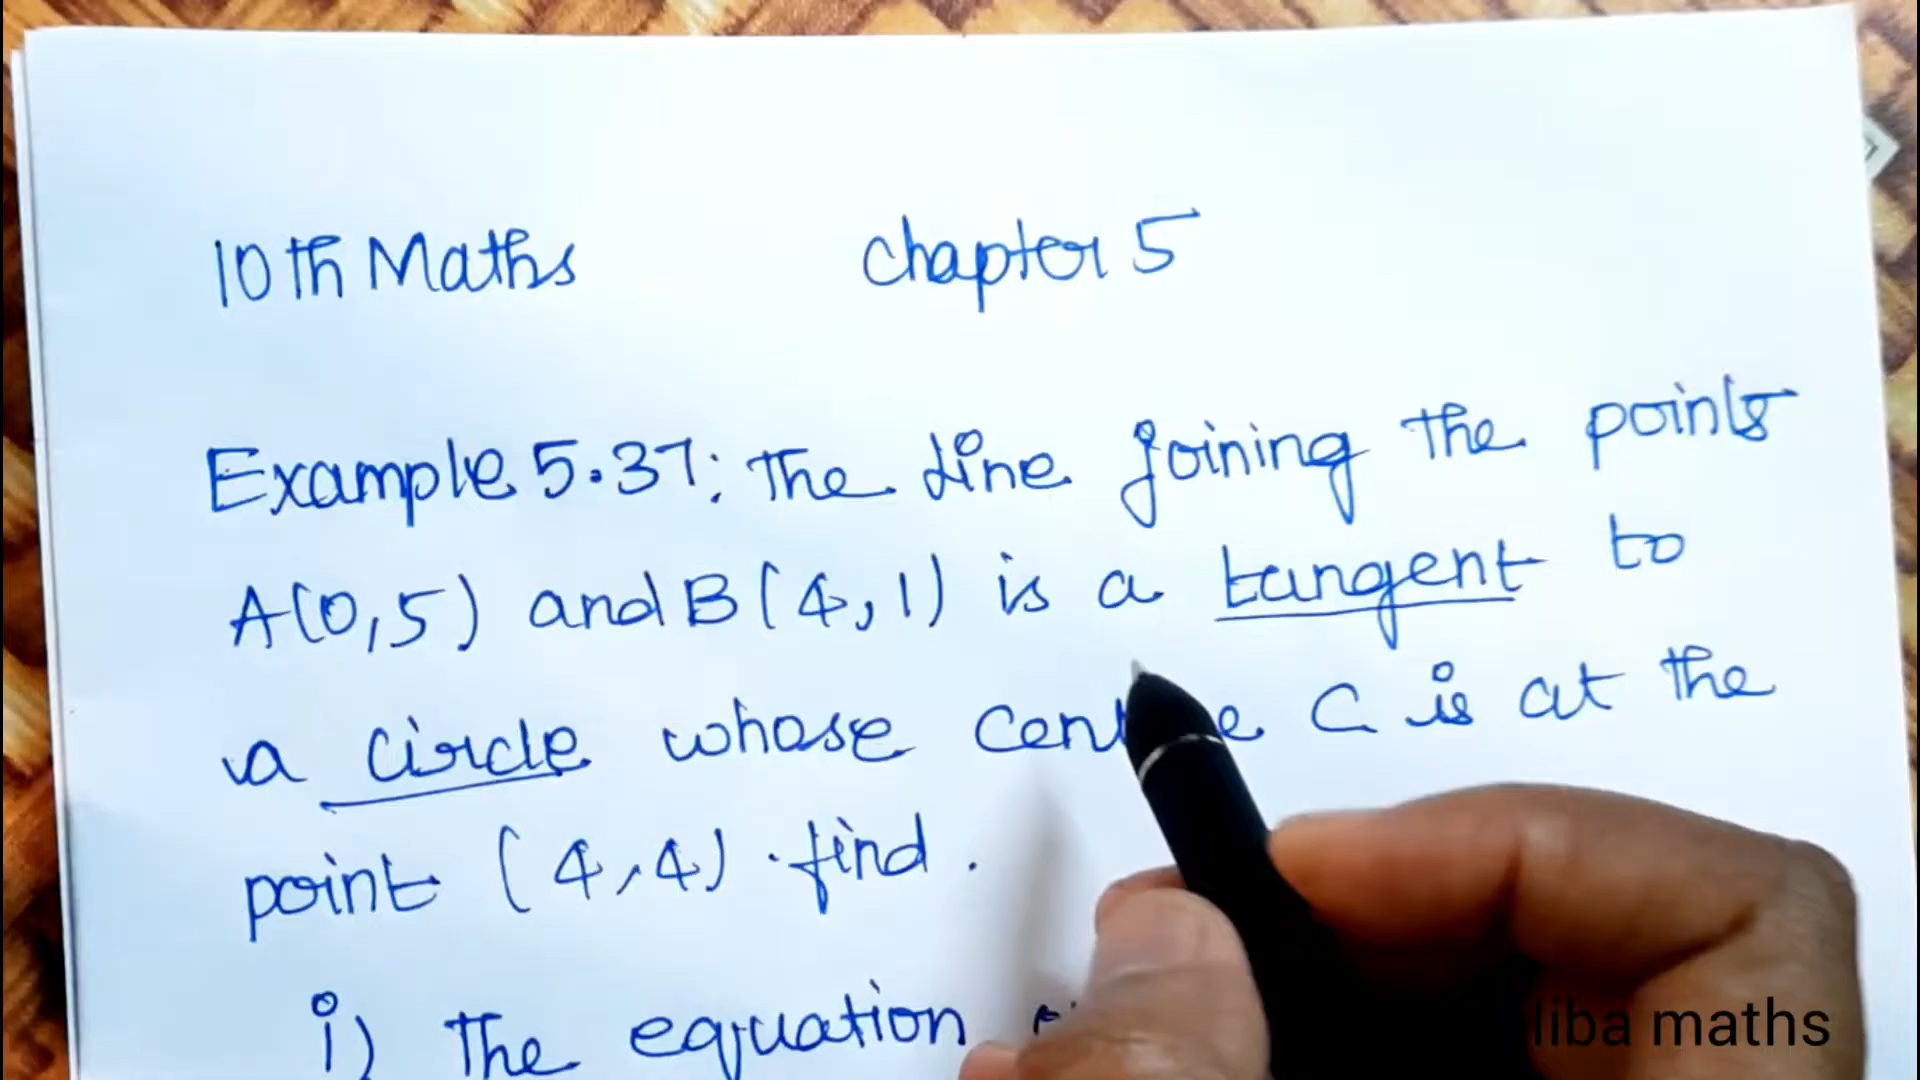 10th Maths chapter 5
Example 5.37: The line joining the points
A(0,5) and B(4,1) is a tangent to
a circle whose C is at the
point (4,4). find.
i) The equation
liba maths